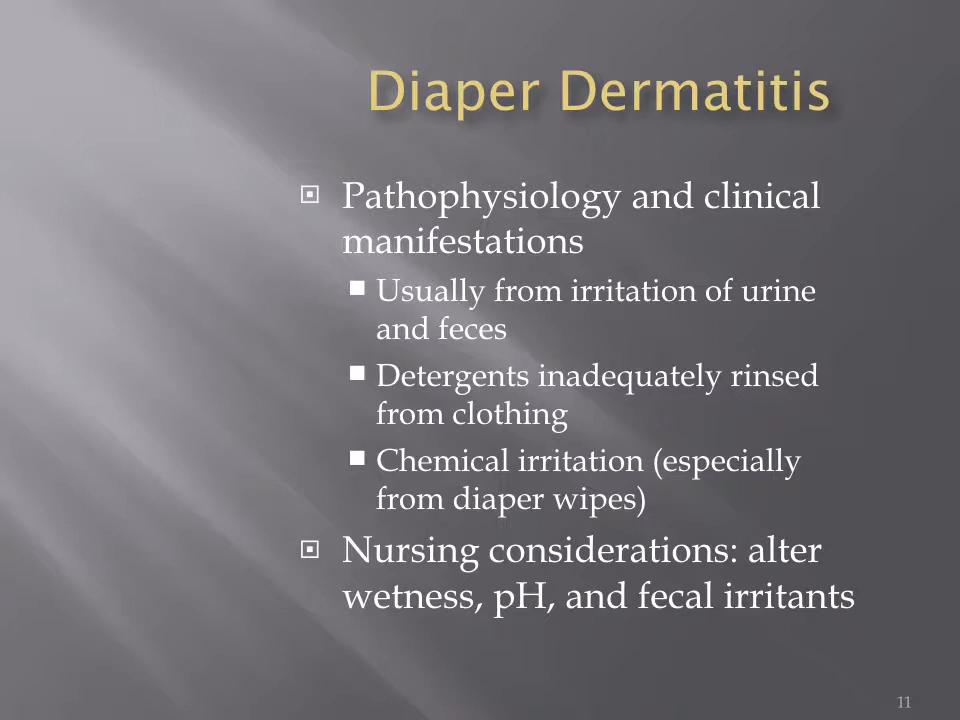 Diaper Dermatitis
Pathophysiology and clinical
manifestations
Usually from irritation of urine
and feces
Detergents inadequately rinsed
from clothing
Chemical irritation (especially
from diaper wipes)
Nursing considerations: alter
wetness, pH, and fecal irritants
11